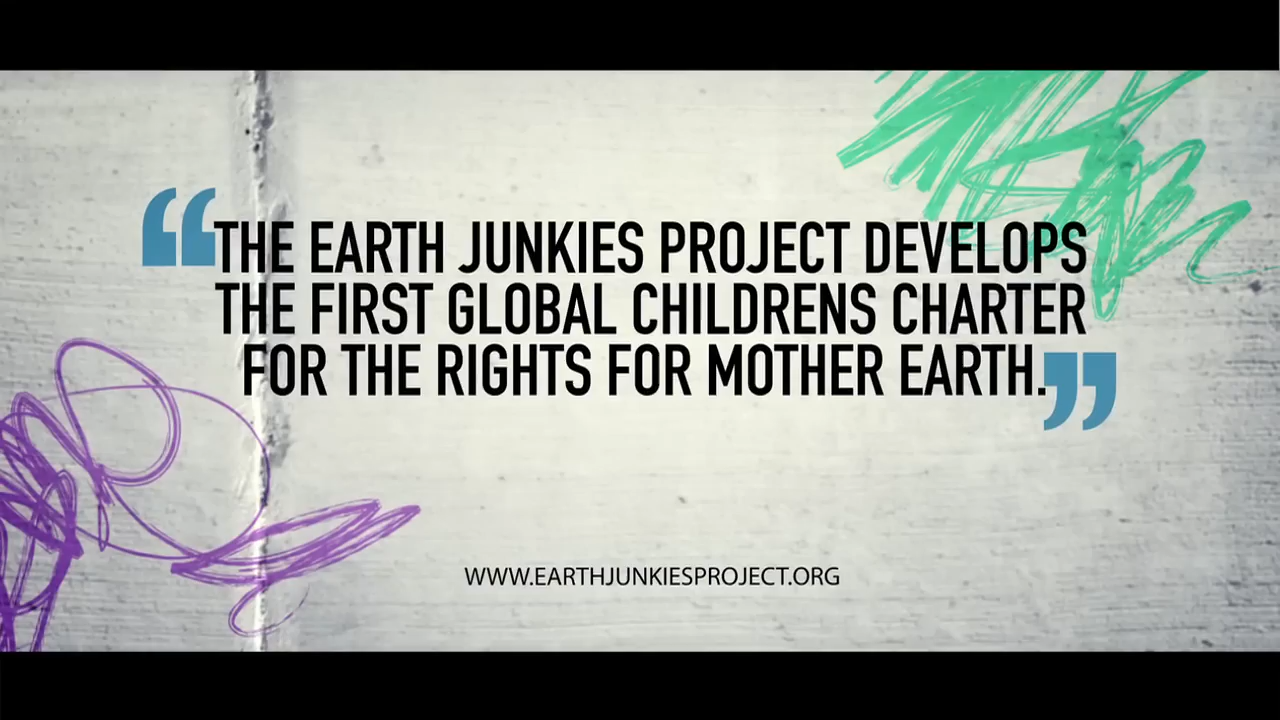 “THE EARTH JUNKIES PROJECT DEVELOPS
THE FIRST GLOBAL CHILDRENS CHARTER
FOR THE RIGHTS FOR MOTHER EARTH.”
WWW.EARTHJUNKIESPROJECT.ORG